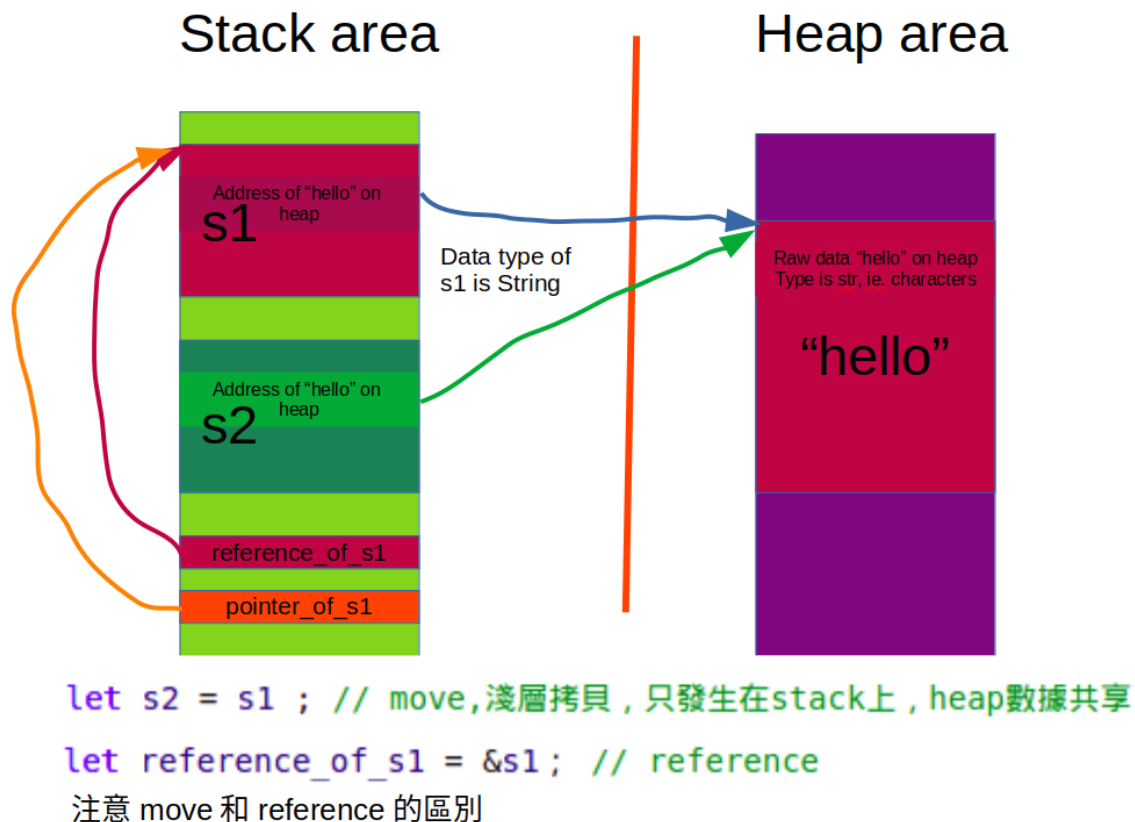 Stack area
Heap area
Address of “hello” on
heap
s1
Data type of
s1 is String
Raw data “hello” on heap
Type is str, ie. characters
“hello”
Address of “hello” on
heap
s2
reference_of_s1
pointer_of_s1
let s2 = s1 ; // move,淺層拷貝，只發生在stack上，heap數據共享
let reference_of_s1 = &s1; // reference
注意 move 和 reference 的區別